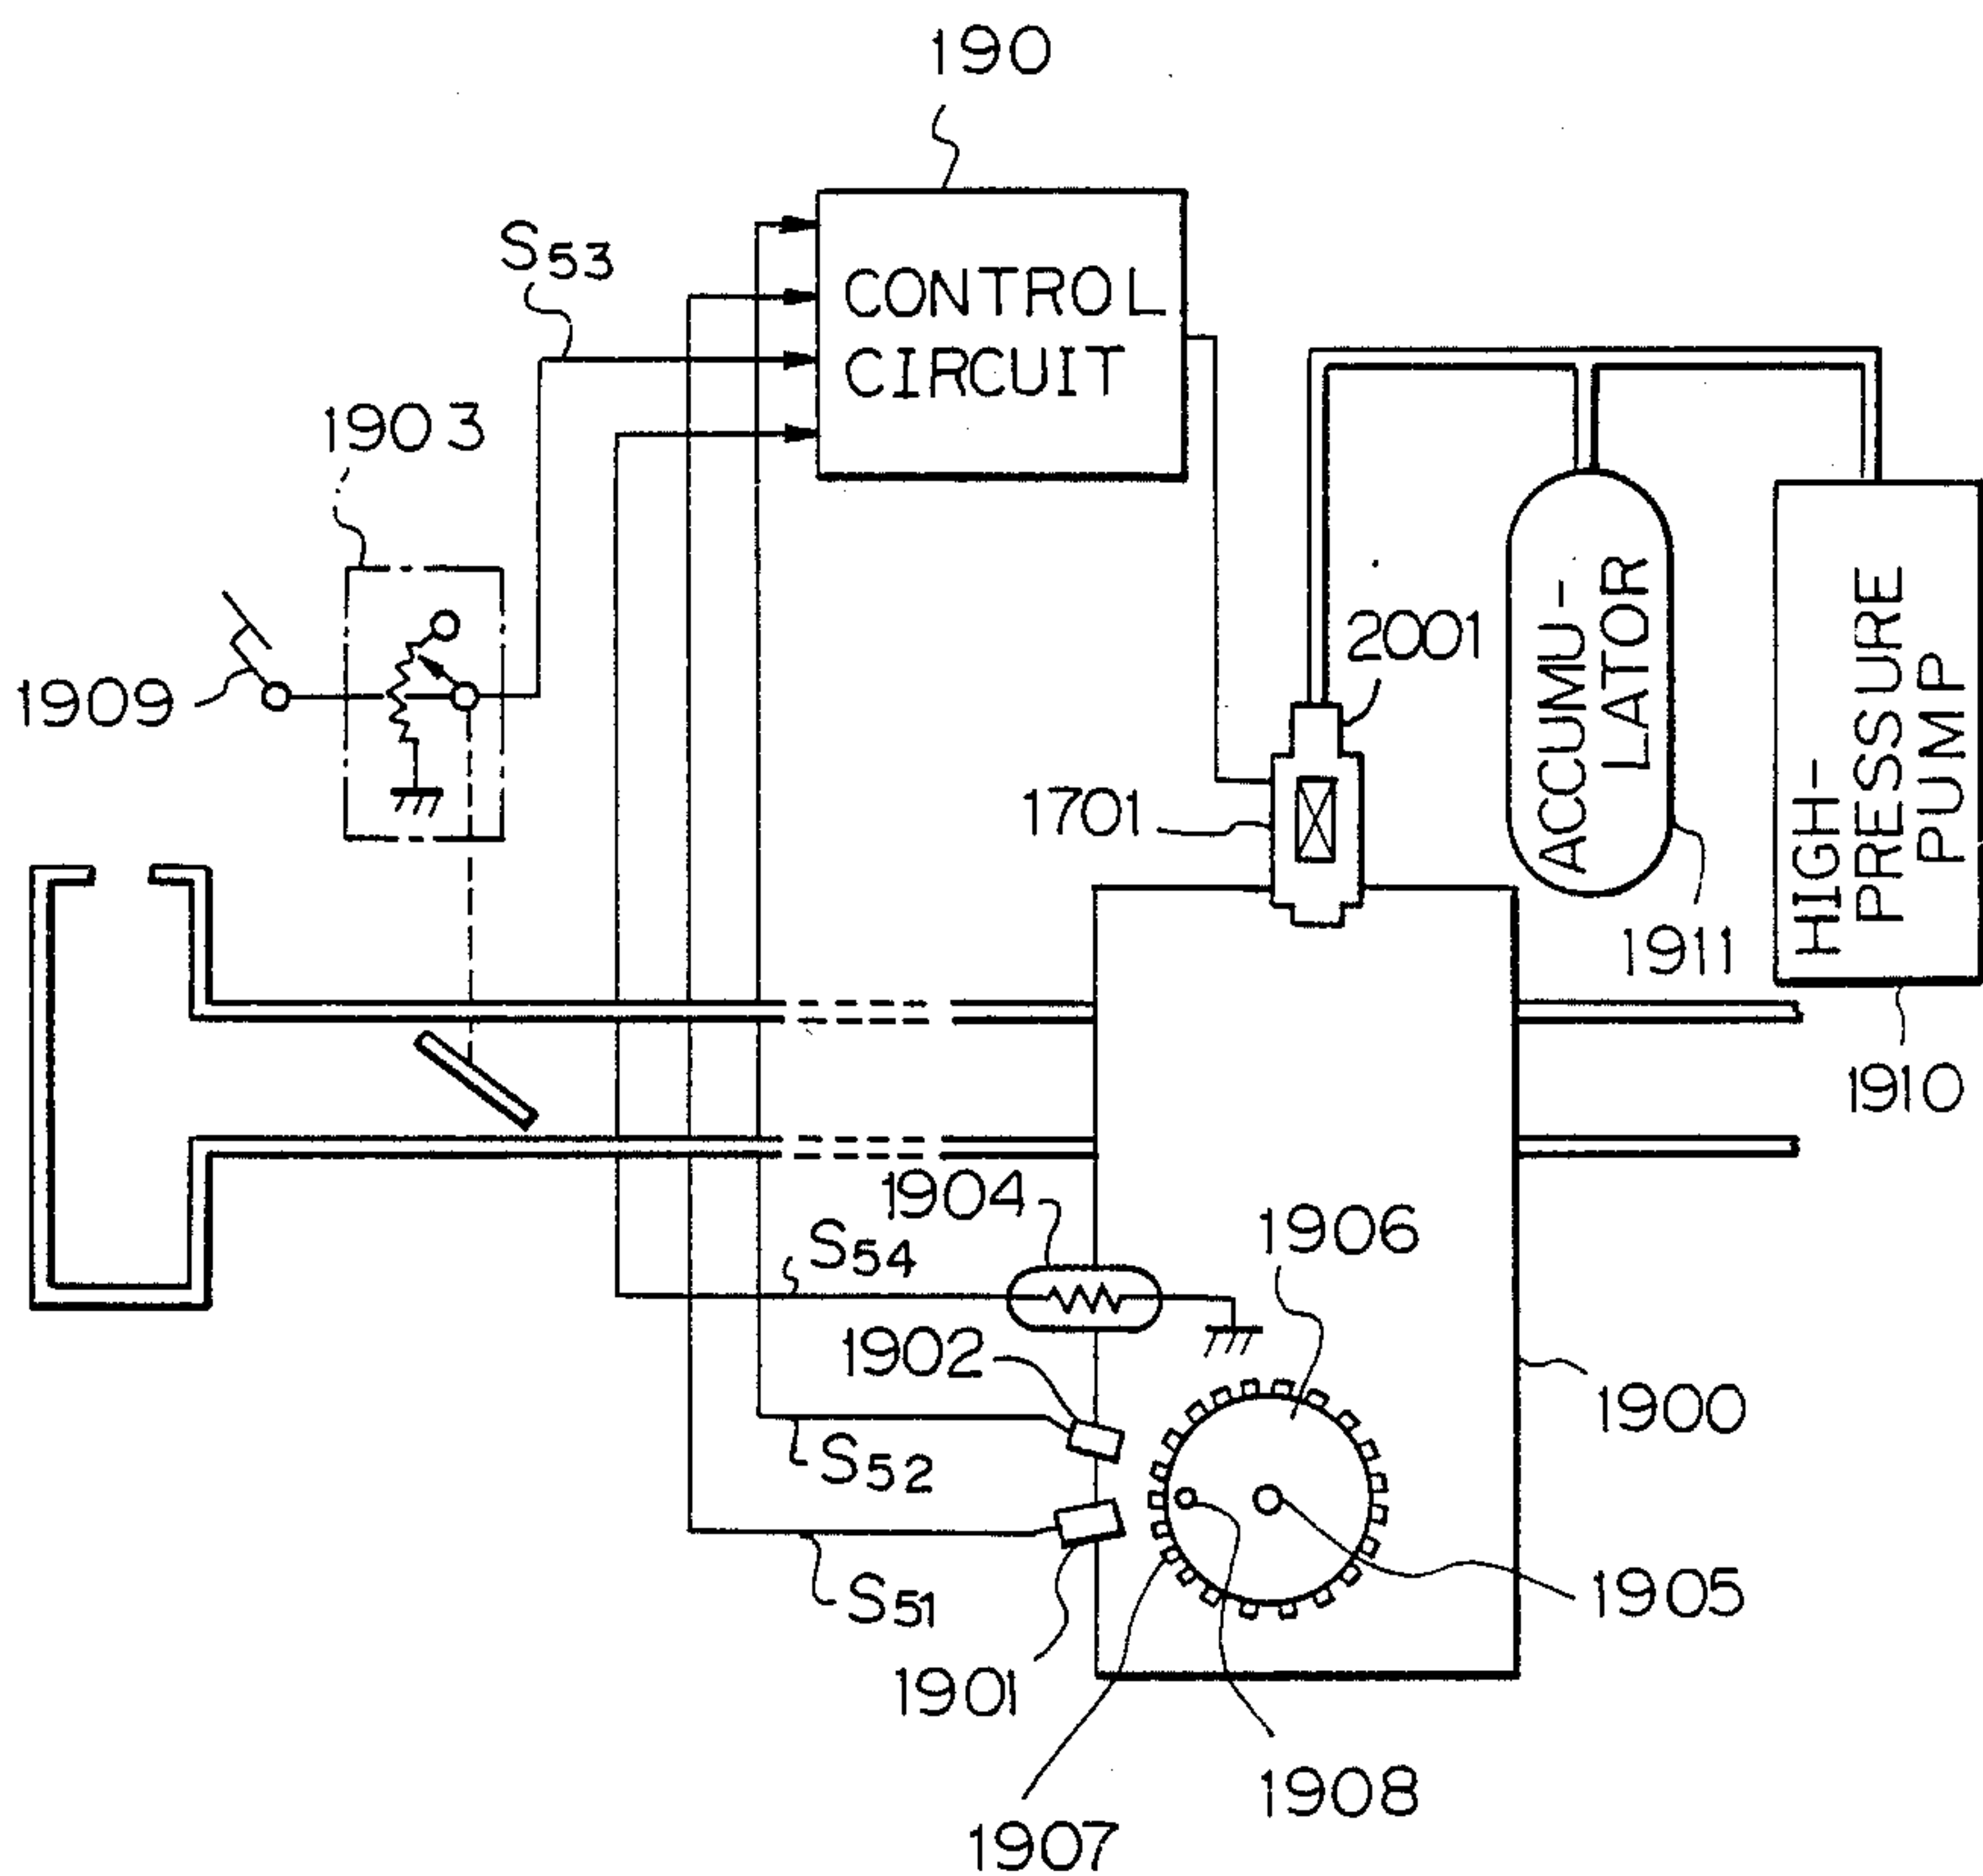 190
S53
CONTROL
CIRCUIT
1903
2001
1909
1701
ACCUMU-
LATOR
HIGH-
PRESSURE
PUMP
1911
1910
1904
1906
S54
1902
1900
S52
1905
S51
1901
1908
1907